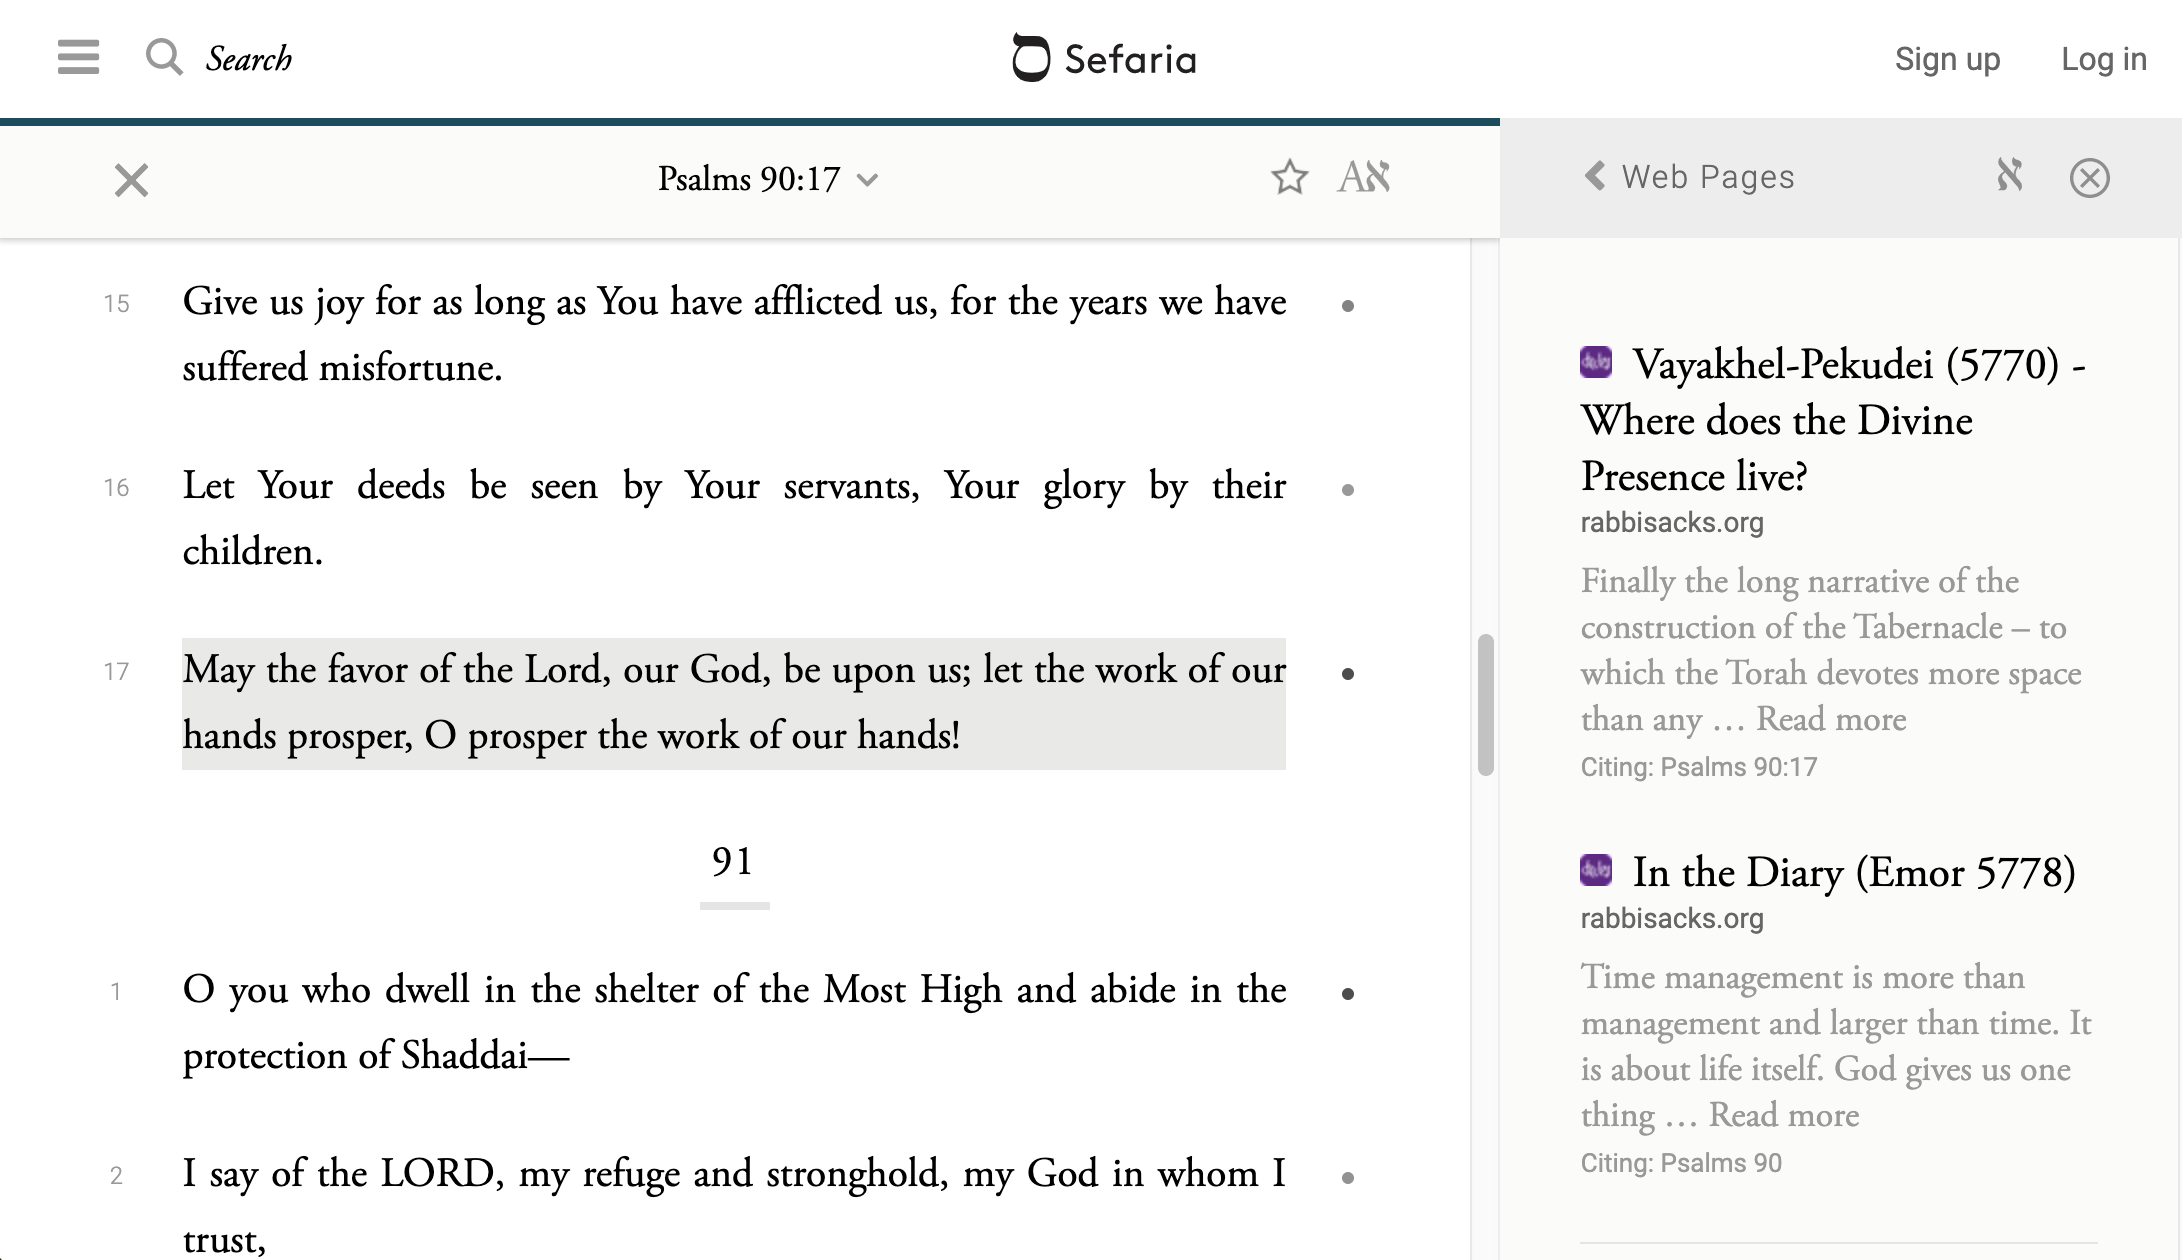 Search
Sefaria
Sign up
Log in
Psalms 90:17
Aא
15 Give us joy for as long as You have afflicted us, for the years we have
suffered misfortune.
16 Let Your deeds be seen by Your servants, Your glory by their
children.
17 May the favor of the Lord, our God, be upon us; let the work of our
hands prosper, O prosper the work of our hands!
91
1 O you who dwell in the shelter of the Most High and abide in the
protection of Shaddai—
2 I say of the LORD, my refuge and stronghold, my God in whom I
trust,
Web Pages
א
Vayakhel-Pekudei (5770) -
Where does the Divine
Presence live?
rabbisacks.org
Finally the long narrative of the
construction of the Tabernacle – to
which the Torah devotes more space
than any … Read more
Citing: Psalms 90:17
In the Diary (Emor 5778)
rabbisacks.org
Time management is more than
management and larger than time. It
is about life itself. God gives us one
thing … Read more
Citing: Psalms 90